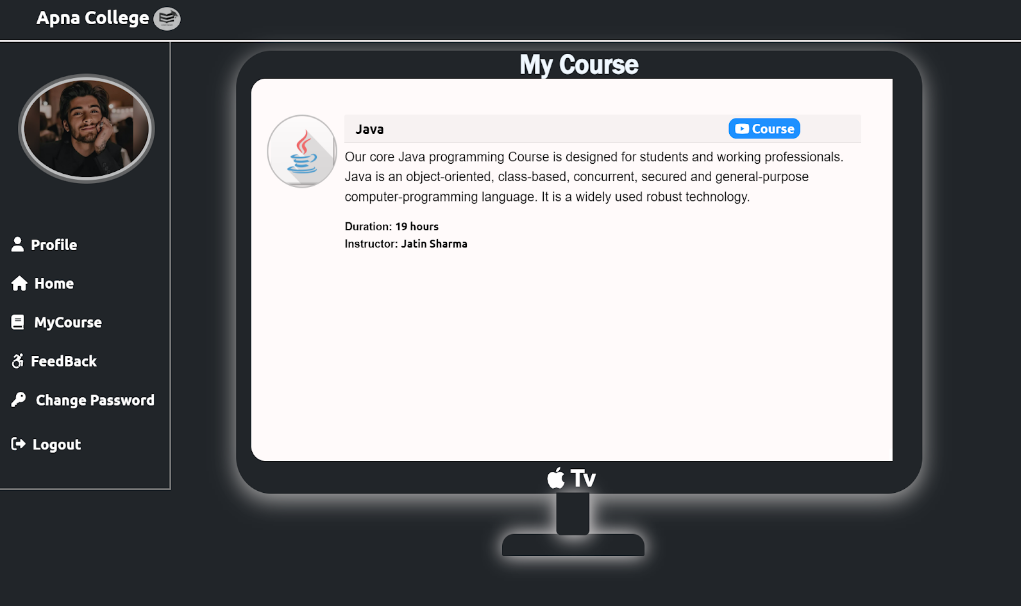 Apna College
My Course
Java
Course
Our core Java programming Course is designed for students and working professionals.
Java is an object-oriented, class-based, concurrent, secured and general-purpose
computer-programming language. It is a widely used robust technology.
Duration: 19 hours
Instructor: Jatin Sharma
Profile
Home
MyCourse
FeedBack
Change Password
Logout
Tv